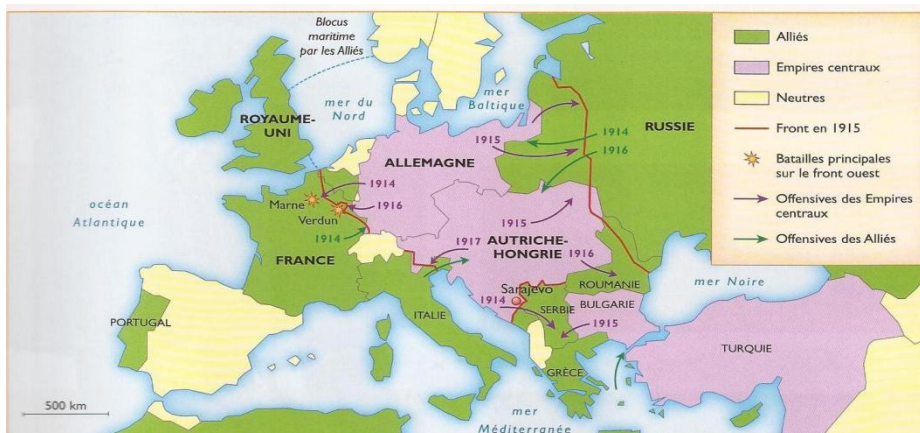 Blocus
maritime
par les Alliés
mer du
Nord
mer
Baltique
ROYAUME-
UNI
RUSSIE
1914
1915
1916
ALLEMAGNE
océan
Atlantique
1914
Marne
1916
Verdun
1914
FRANCE
1917
1915
AUTRICHE-
HONGRIE
1916
ROUMANIE
mer Noire
Sarajevo
1914
SERBIE
BULGARIE
1915
ITALIE
PORTUGAL
GRÈCE
TURQUIE
mer
Méditerranée
500 km
Alliés
Empires centraux
Neutres
Front en 1915
Batailles principales
sur le front ouest
Offensives des Empires
centraux
Offensives des Alliés